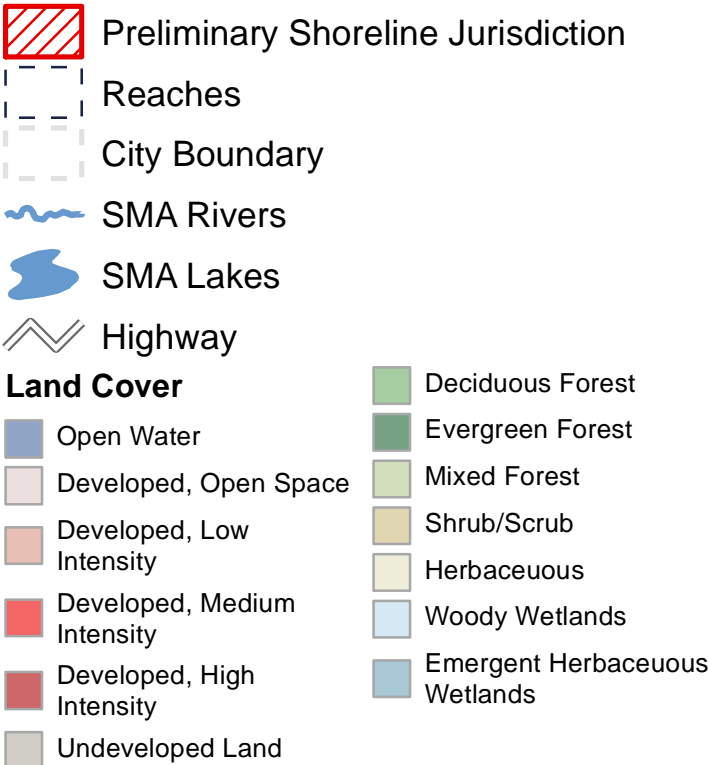 Preliminary Shoreline Jurisdiction
Reaches
City Boundary
SMA Rivers
SMA Lakes
Highway
Land Cover
Open Water
Developed, Open Space
Developed, Low
Intensity
Developed, Medium
Intensity
Developed, High
Intensity
Undeveloped Land
Deciduous Forest
Evergreen Forest
Mixed Forest
Shrub/Scrub
Herbaceuous
Woody Wetlands
Emergent Herbaceuous
Wetlands